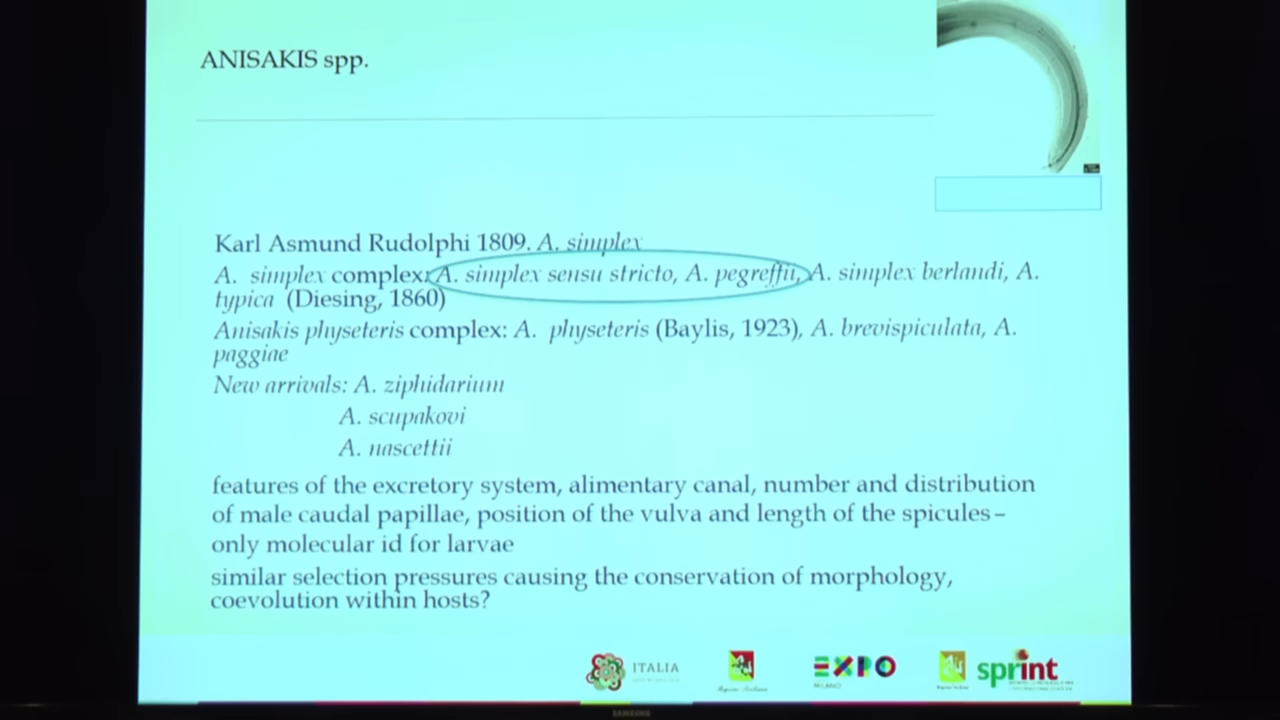 ANISAKIS spp.
Karl Asmund Rudolphi 1809. A. simplex
A. simplex complex: A. simplex sensu stricto, A. pegreffii, A. simplex berlandi, A.
typica (Diesing, 1860)
Anisakis physeteris complex: A. physeteris (Baylis, 1923), A. brevispiculata, A.
paggiae
New arrivals: A. ziphidarium
A. scupakovi
A. nascettii
features of the excretory system, alimentary canal, number and distribution
of male caudal papillae, position of the vulva and length of the spicules –
only molecular id for larvae
similar selection pressures causing the conservation of morphology,
coevolution within hosts?
ITALIA
EXPO
MILANO
sprint
SAMSUNG